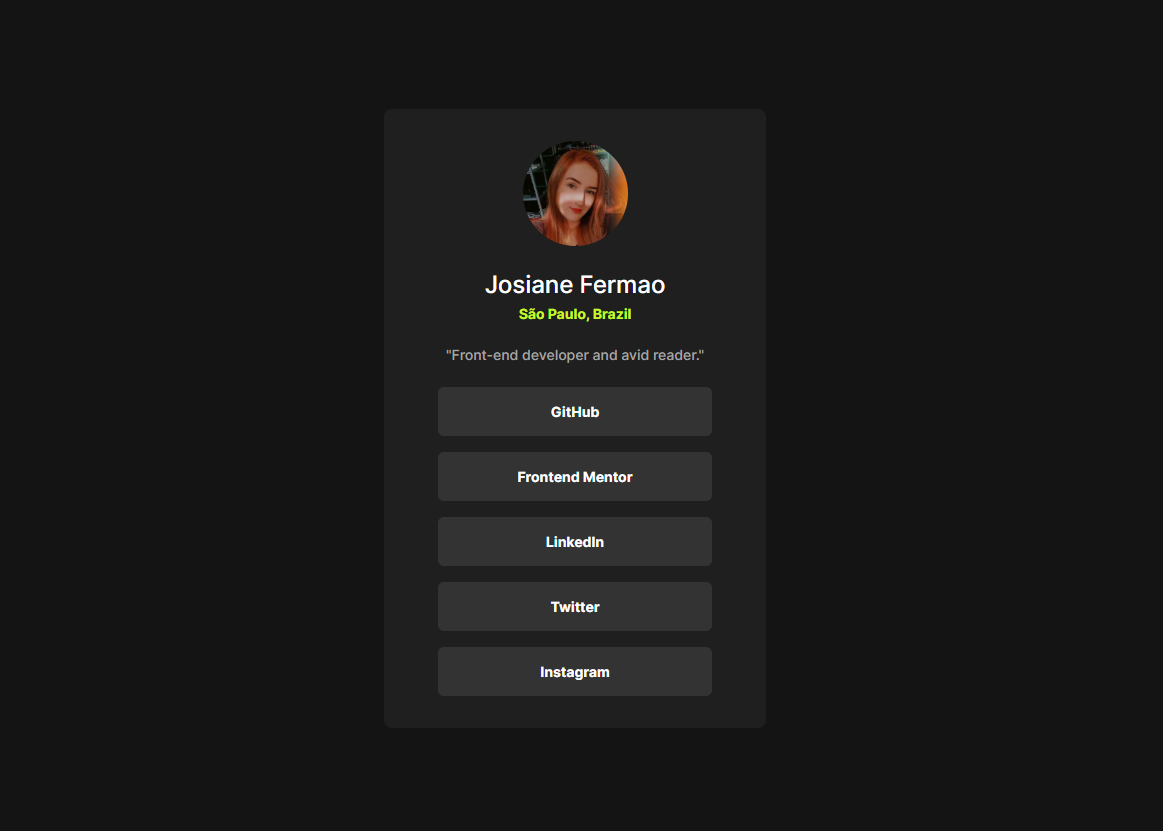 Josiane Fermao
São Paulo, Brazil
"Front-end developer and avid reader."
GitHub
Frontend Mentor
LinkedIn
Twitter
Instagram